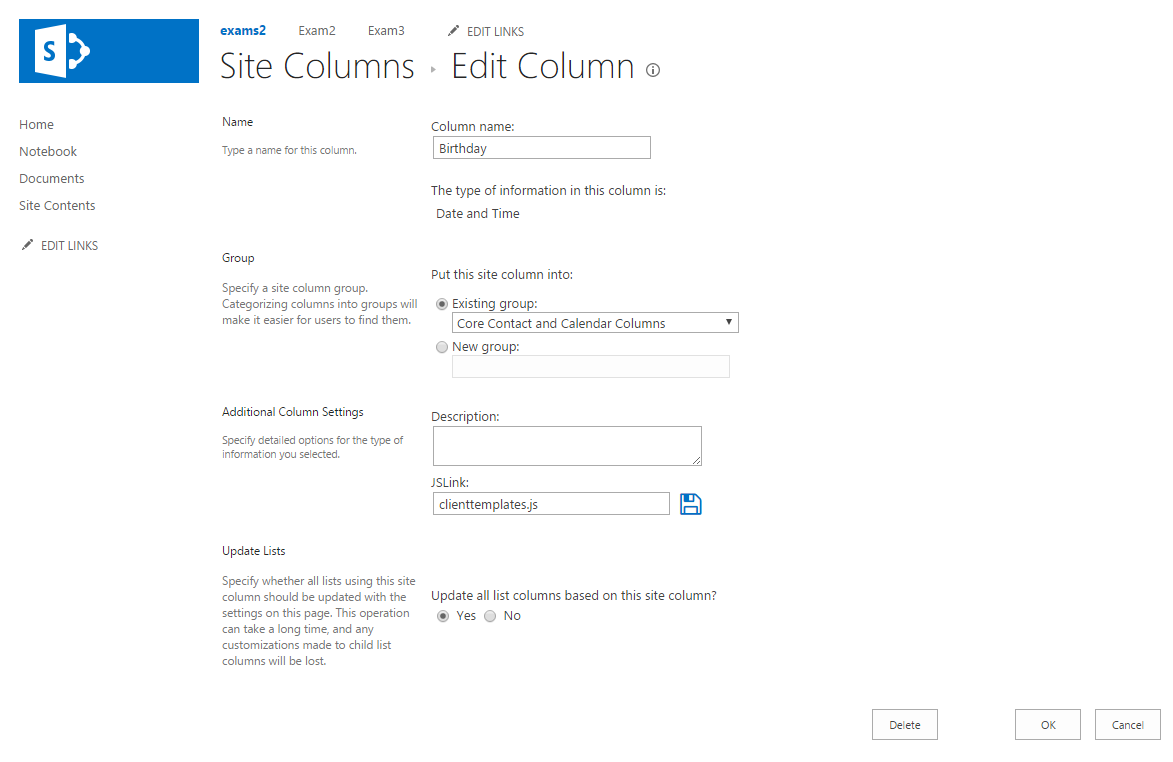 S
exams2 Exam2 Exam3 EDIT LINKS
Site Columns ▸ Edit Column
Home
Notebook
Documents
Site Contents
EDIT LINKS
Name
Type a name for this column.
Column name:
Birthday
The type of information in this column is:
Date and Time
Group
Specify a site column group.
Categorizing columns into groups will
make it easier for users to find them.
Put this site column into:
Existing group:
Core Contact and Calendar Columns
New group:
Additional Column Settings
Specify detailed options for the type of
information you selected.
Description:
JSLink:
clienttemplates.js
Update Lists
Specify whether all lists using this site
column should be updated with the
settings on this page. This operation
can take a long time, and any
customizations made to child list
columns will be lost.
Update all list columns based on this site column?
Yes No
Delete OK Cancel